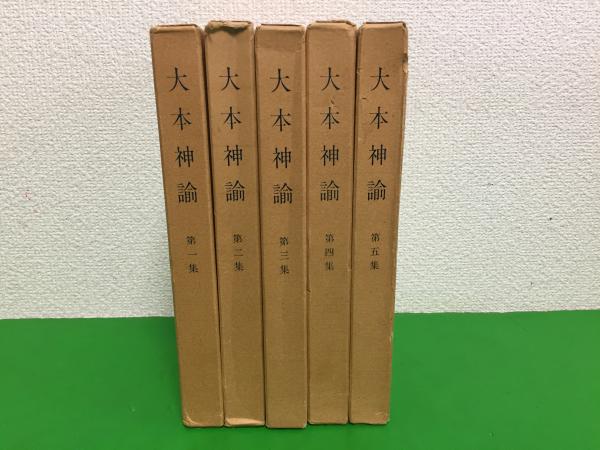 大本神諭 第一集
大本神諭 第二集
大本神諭 第三集
大本神諭 第四集
大本神諭 第五集